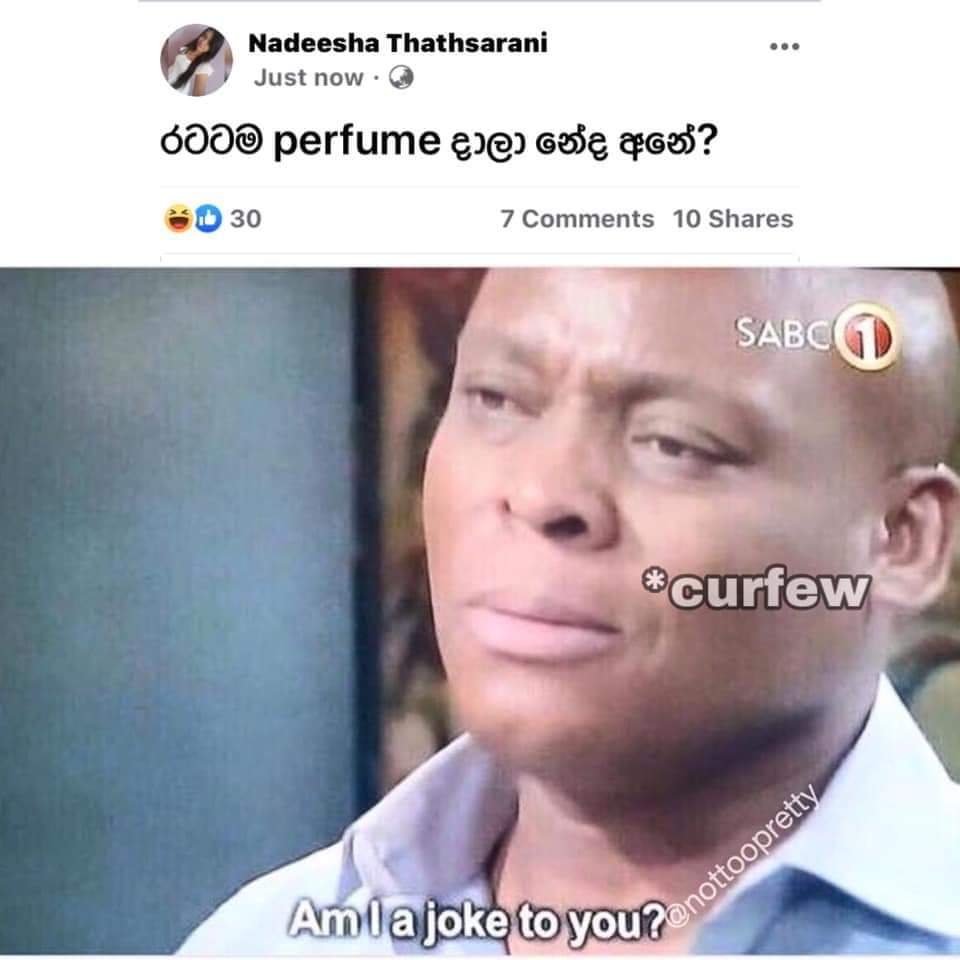 Nadeesha Thathsarani
Just now ·
රටටම perfume දාලා නේද අනේ?
30 7 Comments 10 Shares
SABC 1
*curfew
Am I a joke to you?
@nottoopretty